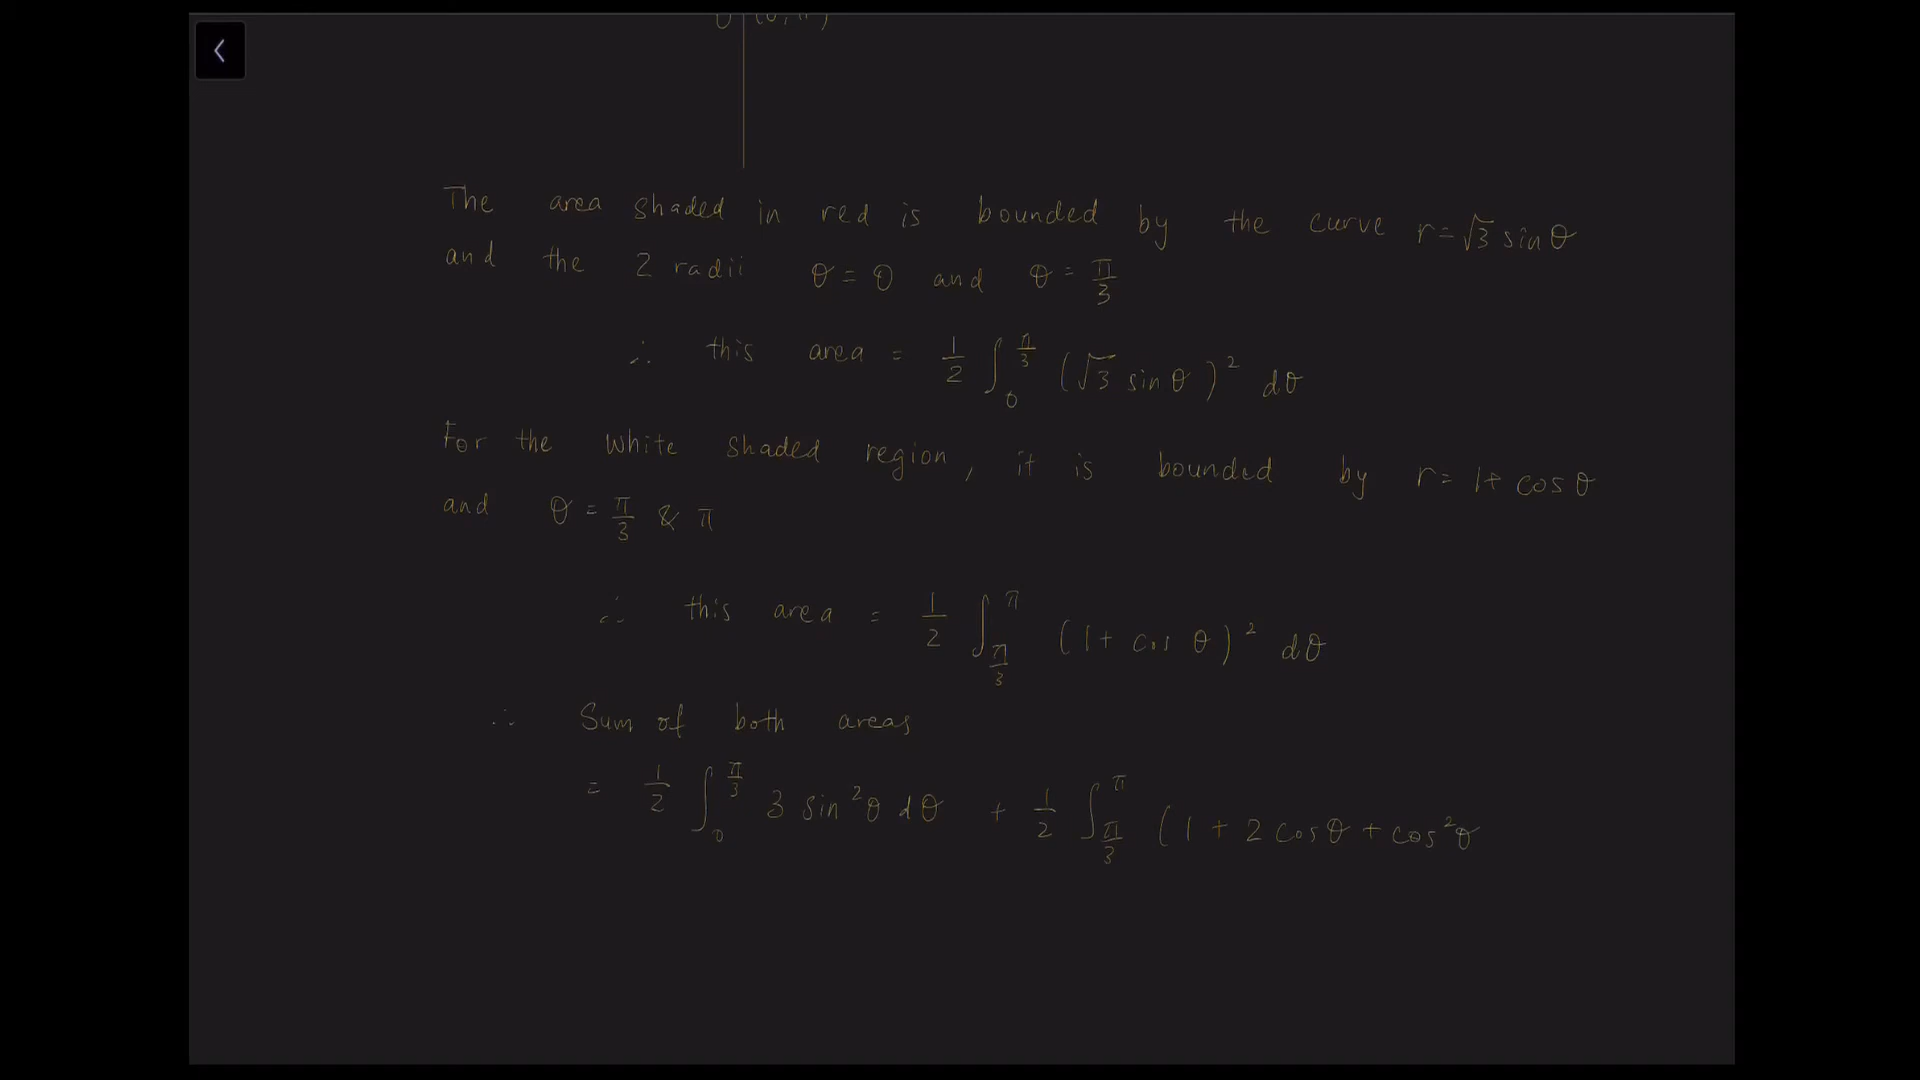 The area shaded in red is bounded by the curve r = √3 sin θ
and the 2 radii θ = 0 and θ = π/3
∴ this area = 1/2 ∫_0^{π/3} (√3 sin θ)² dθ
For the white shaded region, it is bounded by r = 1 + cos θ
and θ = π/3 & π
∴ this area = 1/2 ∫_{π/3}^{π} (1 + cos θ)² dθ
∴ Sum of both areas
= 1/2 ∫_0^{π/3} 3 sin²θ dθ + 1/2 ∫_{π/3}^{π} (1 + 2 cos θ + cos²θ